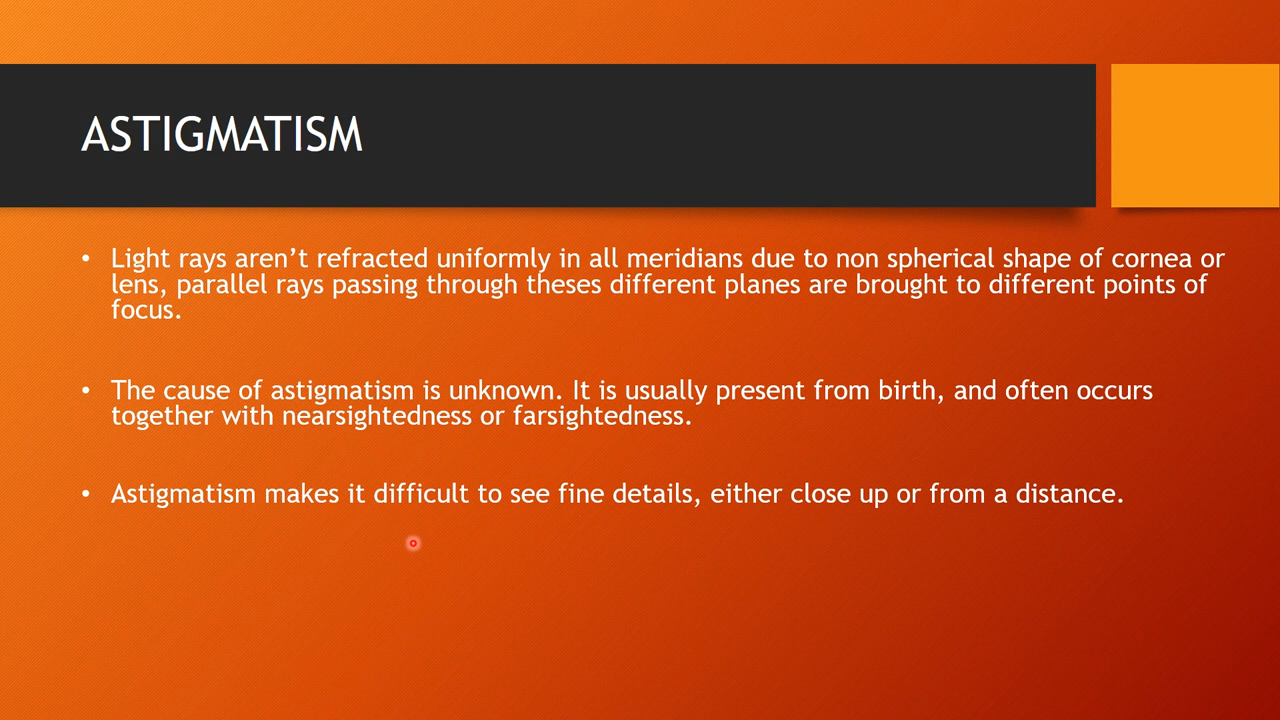 ASTIGMATISM
• Light rays aren’t refracted uniformly in all meridians due to non spherical shape of cornea or
lens, parallel rays passing through theses different planes are brought to different points of
focus.
• The cause of astigmatism is unknown. It is usually present from birth, and often occurs
together with nearsightedness or farsightedness.
• Astigmatism makes it difficult to see fine details, either close up or from a distance.